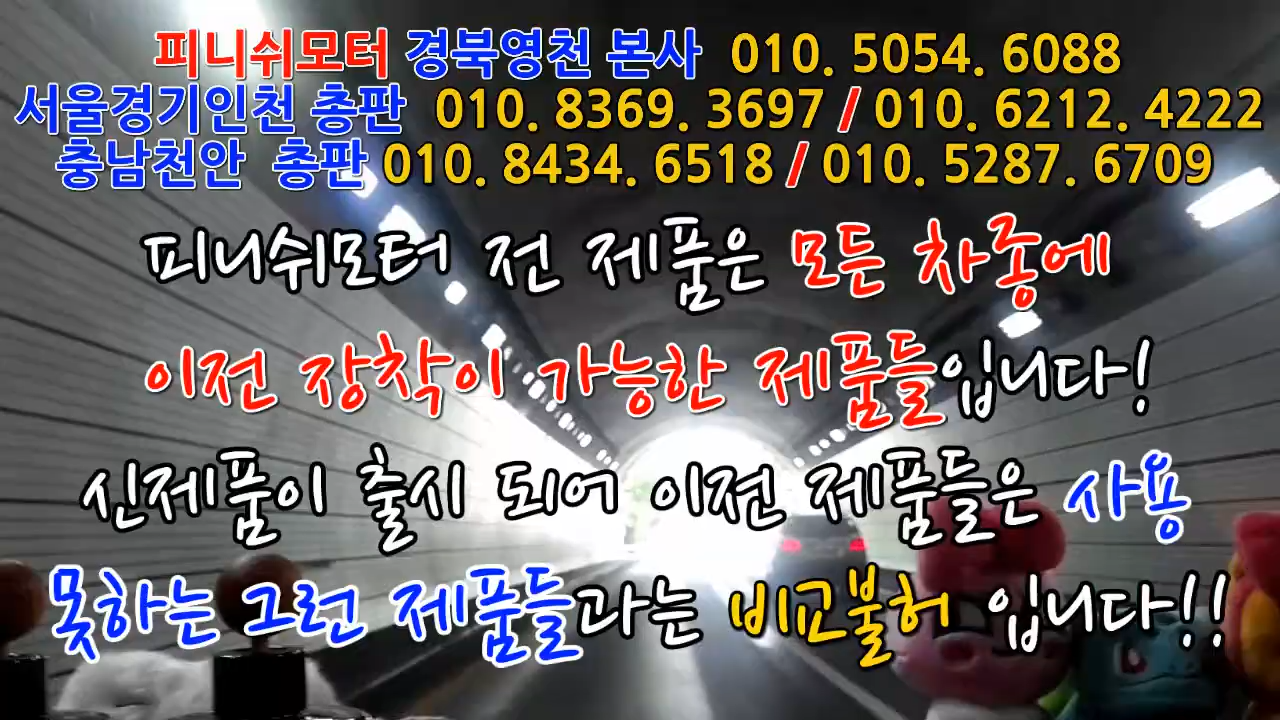 피니쉬모터 경북영천 본사 010. 5054. 6088
서울경기인천 총판 010. 8369. 3697 / 010. 6212. 4222
충남천안 총판 010. 8434. 6518 / 010. 5287. 6709
피니쉬모터 전 제품은 모든 차종에
이전 장착이 가능한 제품들입니다!
신제품이 출시 되어 이전 제품들은 사용
못하는 그런 제품들과는 비교불허 입니다!!